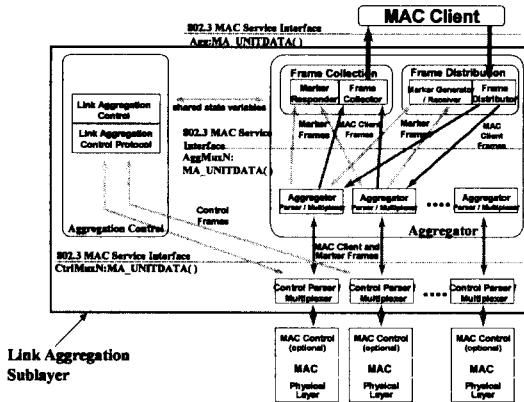 802.3 MAC Service Interface
Agg:MA_UNITDATA( )
MAC Client
Frame Collection
Marker Responder
Frame Collector
Frame Distribution
Marker Generator / Receiver
Frame Distributor
Link Aggregation Control
Link Aggregation Control Protocol
shared state variables
Marker Frames
MAC Client Frames
Marker Frames
MAC Client Frames
802.3 MAC Service
Interface
AggMuxN:
MA_UNITDATA( )
Aggregator
Parser / Multiplexer
Aggregator
Parser / Multiplexer
Aggregator
Parser / Multiplexer
Control Frames
Aggregation Control
Aggregator
MAC Client and Marker Frames
802.3 MAC Service Interface
CtrlMuxN:MA_UNITDATA( )
Control Parser / Multiplexer
Control Parser / Multiplexer
Control Parser / Multiplexer
MAC Control
(optional)
MAC
Physical Layer
MAC Control
(optional)
MAC
Physical Layer
MAC Control
(optional)
MAC
Physical Layer
Link Aggregation
Sublayer